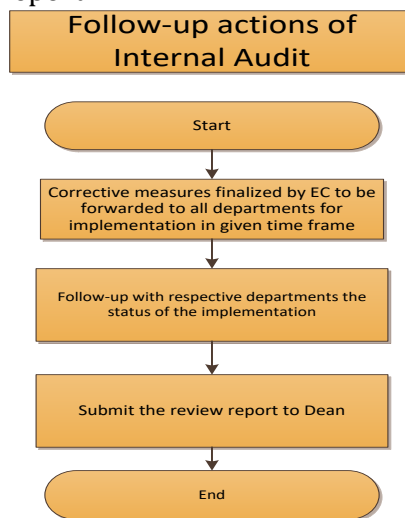 Follow-up actions of
Internal Audit
Start
Corrective measures finalized by EC to be
forwarded to all departments for
implementation in given time frame
Follow-up with respective departments the
status of the implementation
Submit the review report to Dean
End